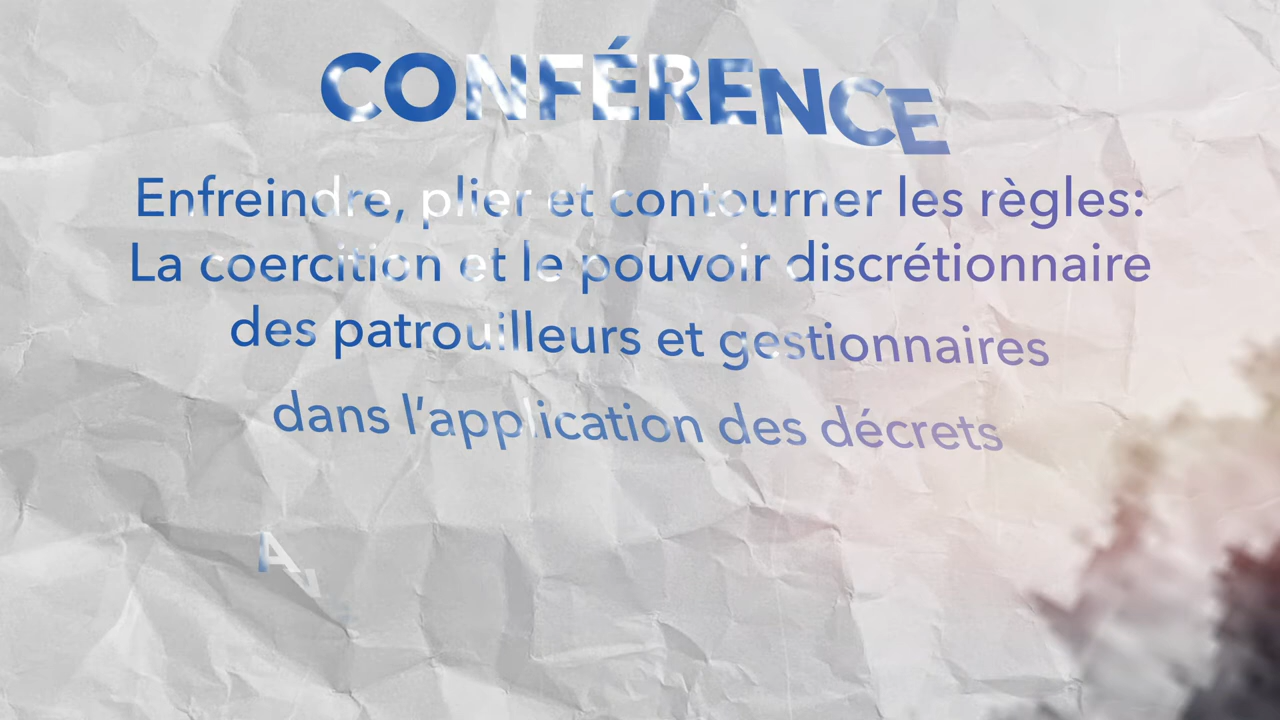 CONFÉRENCE
Enfreindre, plier et contourner les règles:
La coercition et le pouvoir discrétionnaire
des patrouilleurs et gestionnaires
dans l’application des décrets